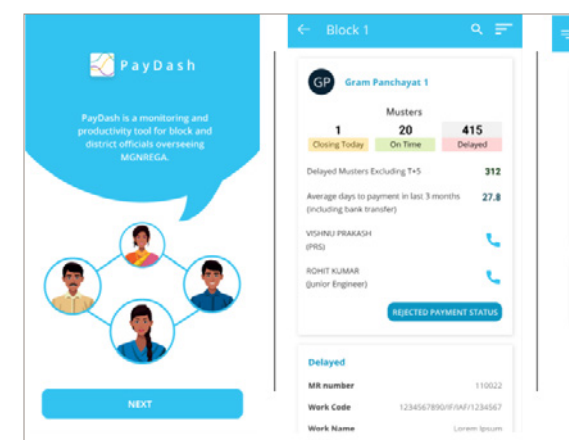 PayDash
PayDash is a monitoring and
productivity tool for block and
district officials overseeing
MGNREGA.
NEXT
Block 1
GP Gram Panchayat 1
Musters
1 20 415
Closing Today On Time Delayed
Delayed Musters Excluding T+5 312
Average days to payment in last 3 months 27.8
(including bank transfer)
VISHNU PRAKASH
(PRS)
ROHIT KUMAR
(Junior Engineer)
REJECTED PAYMENT STATUS
Delayed
MR number 110022
Work Code 1234567890/IF/IAF/1234567
Work Name Lorem Ipsum